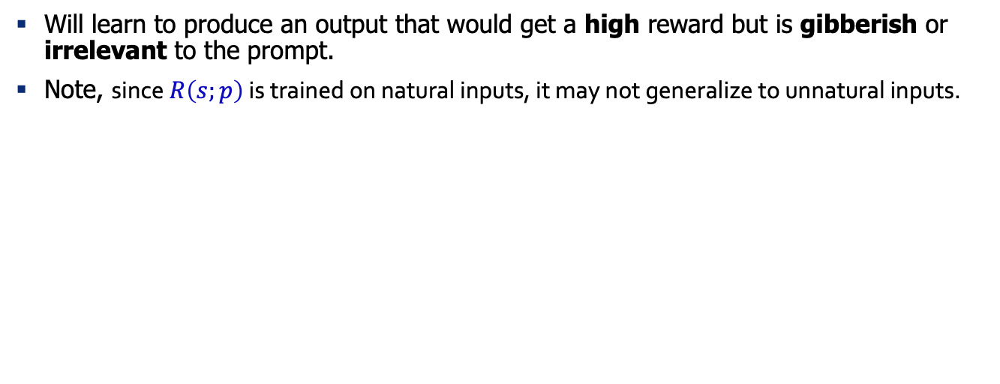 ▪ Will learn to produce an output that would get a high reward but is gibberish or
irrelevant to the prompt.
▪ Note, since R(s; p) is trained on natural inputs, it may not generalize to unnatural inputs.